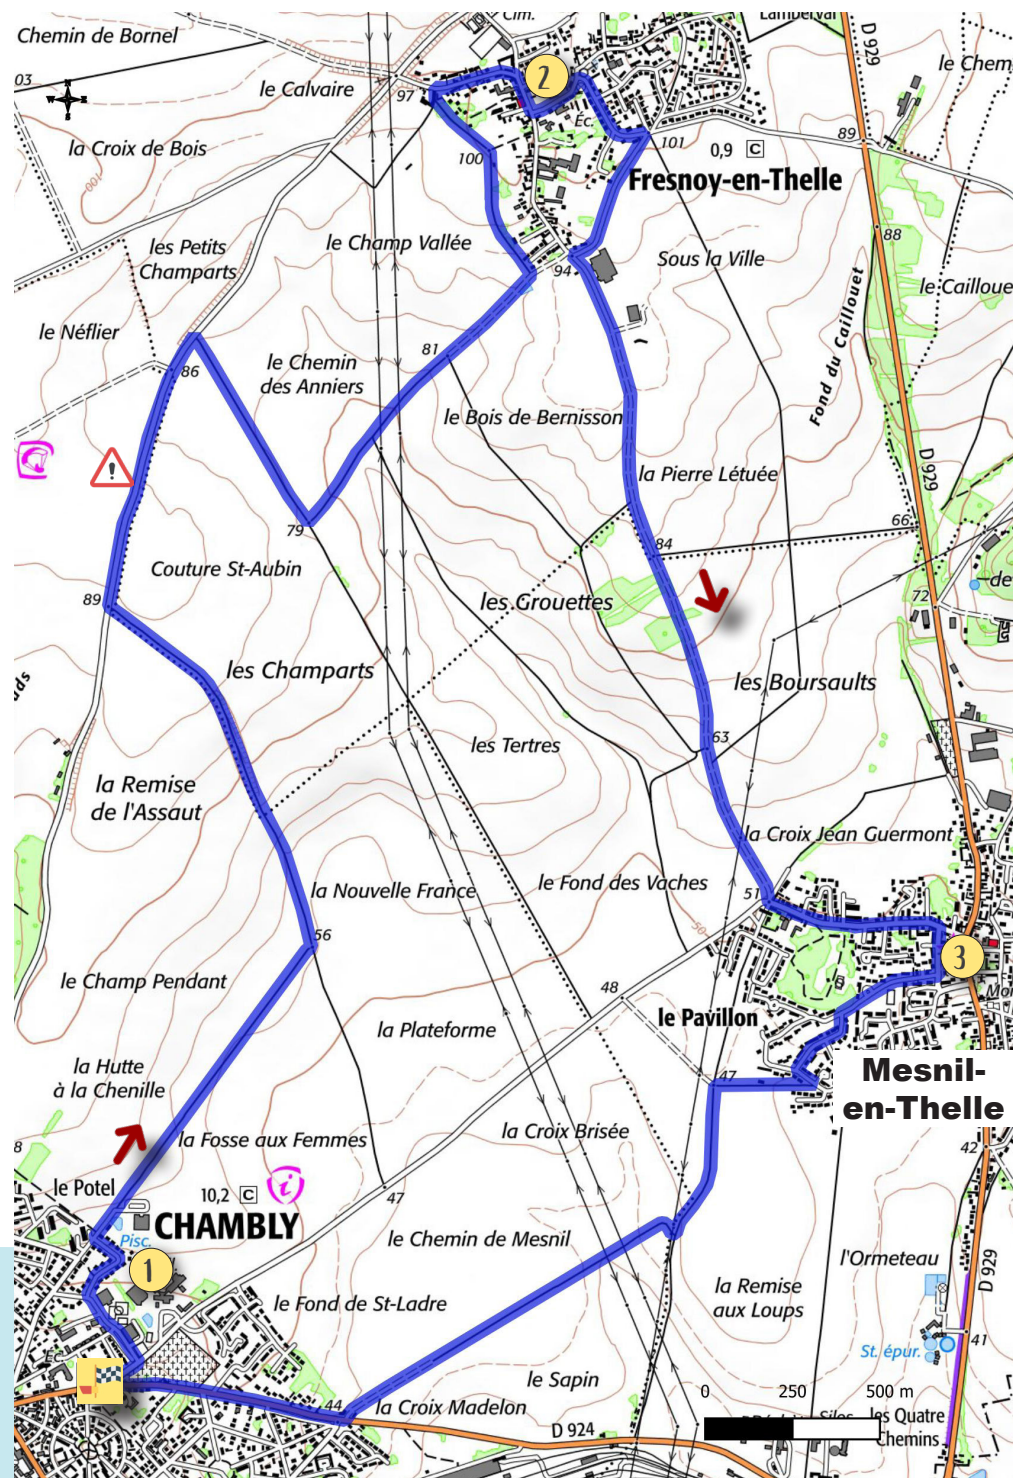 Cim.
Lamberval
Chemin de Bornel
D 929
le Chem
03
le Calvaire
97
2
Éc.
101
89
la Croix de Bois
100
100
0,9 C
Fresnoy-en-Thelle
les Petits
Champarts
le Champ Vallée
94
Sous la Ville
88
le Cailloue
le Néflier
Fond du Caillouet
86
le Chemin
des Anniers
81
le Bois de Bernisson
la Pierre Létuée
D 929
79
66
84
Couture St-Aubin
89
les Grouettes
72
de
les Champarts
les Boursaults
uds
63
les Tertres
la Remise
de l'Assaut
la Croix Jean Guermont
la Nouvelle France
le Fond des Vaches
51
56
50
3
le Champ Pendant
48
le Pavillon
la Plateforme
la Hutte
à la Chenille
47
Mesnil-
en-Thelle
la Croix Brisée
la Fosse aux Femmes
42
8
le Potel
10,2 C
i
47
CHAMBLY
Pisc.
le Chemin de Mesnil
l'Ormeteau
1
D 929
la Remise
aux Loups
le Fond de St-Ladre
41
St. épur.
Éc.
le Sapin
0 250 500 m
44
la Croix Madelon
les Quatre
Chemins
D 924